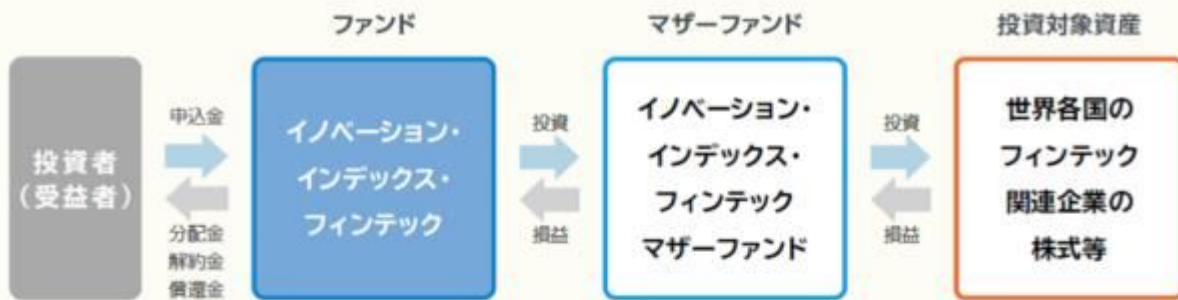 ファンド
マザーファンド
投資対象資産
投資者
(受益者)
申込金
分配金
解約金
償還金
イノベーション・
インデックス・
フィンテック
投資
損益
イノベーション・
インデックス・
フィンテック
マザーファンド
投資
損益
世界各国の
フィンテック
関連企業の
株式等